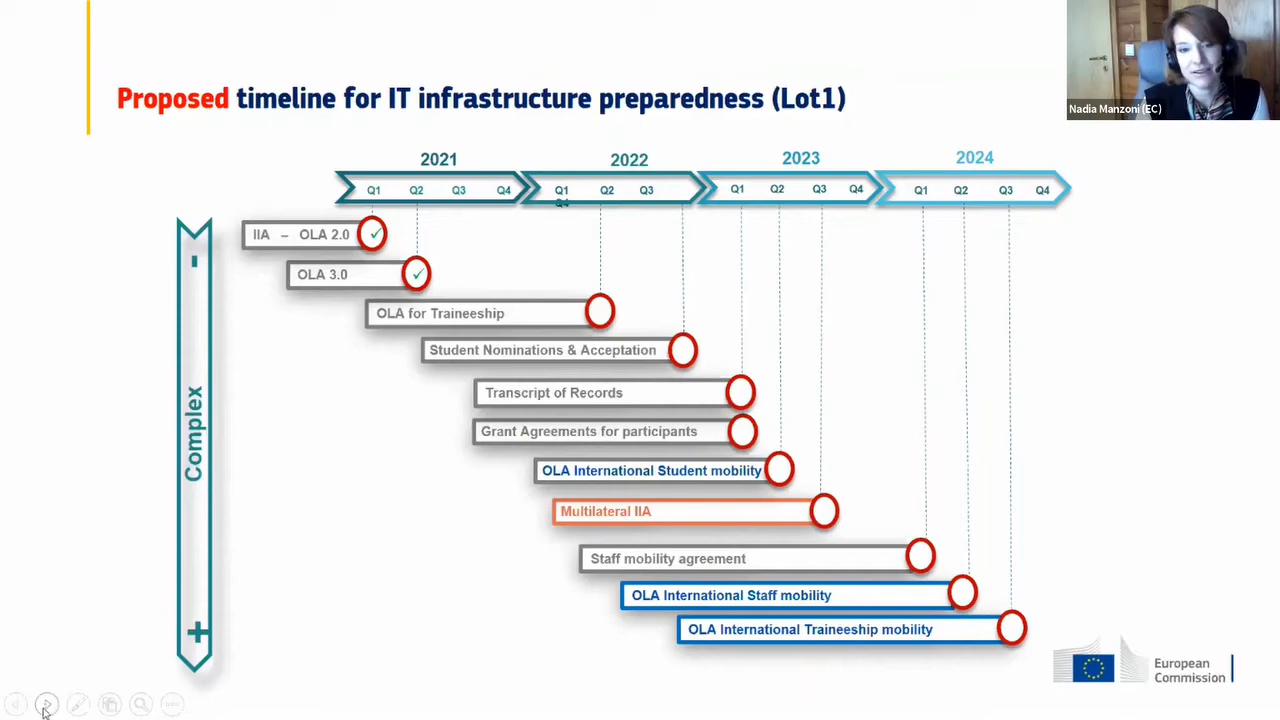 Proposed timeline for IT infrastructure preparedness (Lot1)
Nadia Manzoni (EC)
2021 2022 2023 2024
Q1 Q2 Q3 Q4 Q1 Q2 Q3 Q1 Q2 Q3 Q4 Q1 Q2 Q3 Q4
Q4
IIA – OLA 2.0
-
OLA 3.0
OLA for Traineeship
Student Nominations & Acceptation
Transcript of Records
Complex
Grant Agreements for participants
OLA International Student mobility
Multilateral IIA
Staff mobility agreement
OLA International Staff mobility
+
OLA International Traineeship mobility
European
Commission